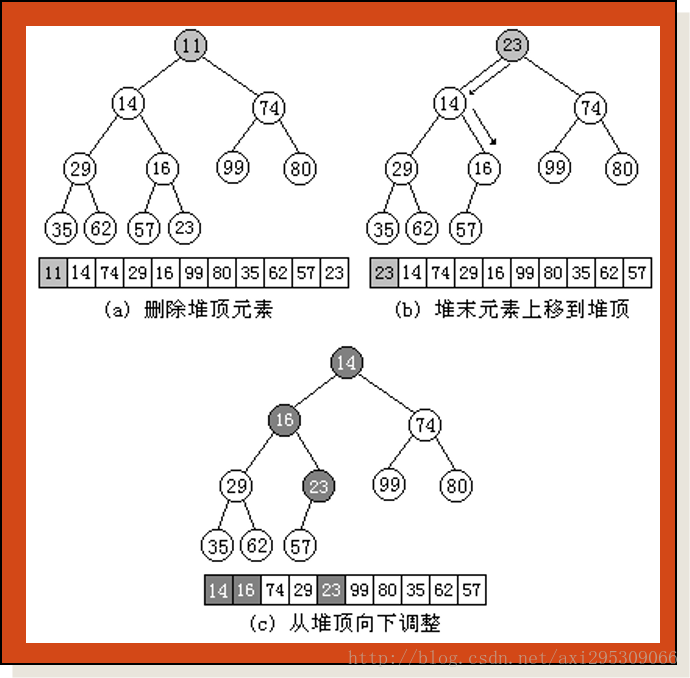 11 23
14 74 14 74
29 16 99 80 29 16 99 80
35 62 57 23 35 62 57
11 14 74 29 16 99 80 35 62 57 23 23 14 74 29 16 99 80 35 62 57
(a) 删除堆顶元素 (b) 堆末元素上移到堆顶
14
16 74
29 23 99 80
35 62 57
14 16 74 29 23 99 80 35 62 57
(c) 从堆顶向下调整
http://blog.csdn.net/axi295309066